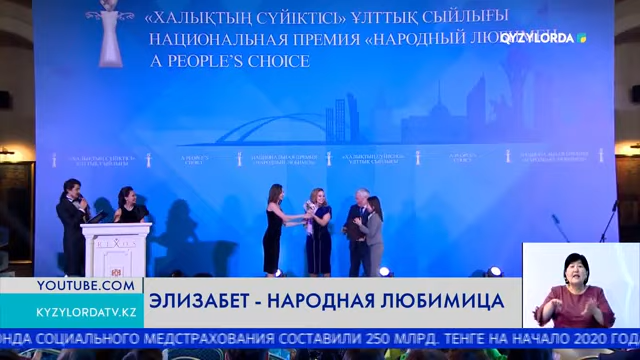 «ХАЛЫҚТЫҢ СҮЙІКТІСІ» ҰЛТТЫҚ СЫЙЛЫҒЫ
НАЦИОНАЛЬНАЯ ПРЕМИЯ «НАРОДНЫЙ
A PEOPLE'S CHOICE
QYZYLORDA
YOUTUBE.COM
KYZYLORDATV.KZ
ЭЛИЗАБЕТ - НАРОДНАЯ ЛЮБИМИЦА
ОНДА СОЦИАЛЬНОГО МЕДСТРАХОВАНИЯ СОСТАВИЛИ 250 МЛРД. ТЕНГЕ НА НАЧАЛО 2020 ГОД